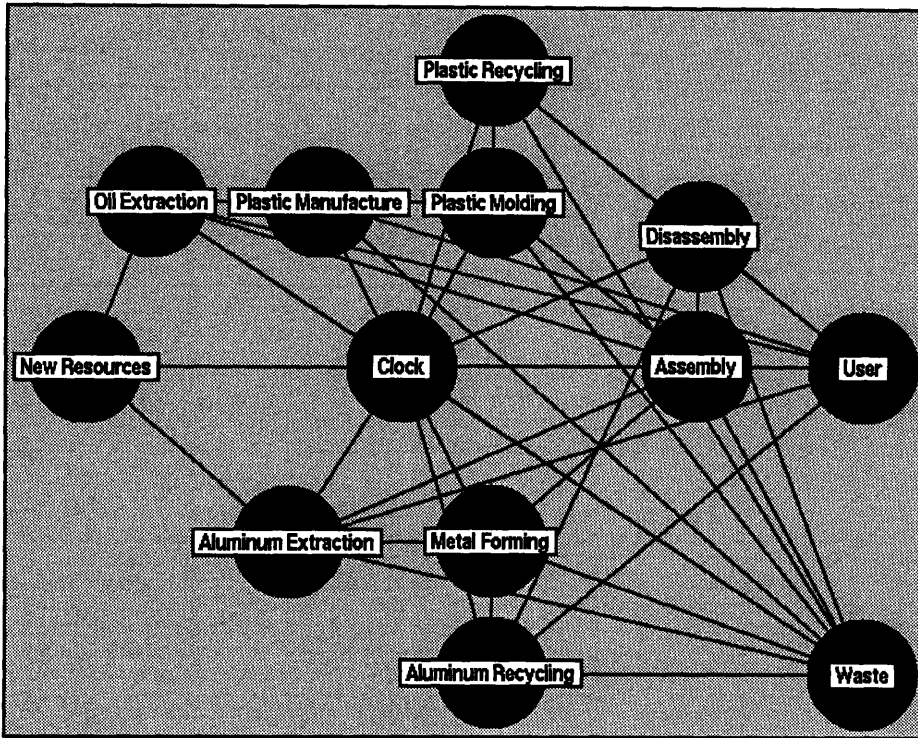 Plastic Recycling
Oil Extraction
Plastic Manufacture
Plastic Molding
Disassembly
New Resources
Clock
Assembly
User
Aluminum Extraction
Metal Forming
Aluminum Recycling
Waste